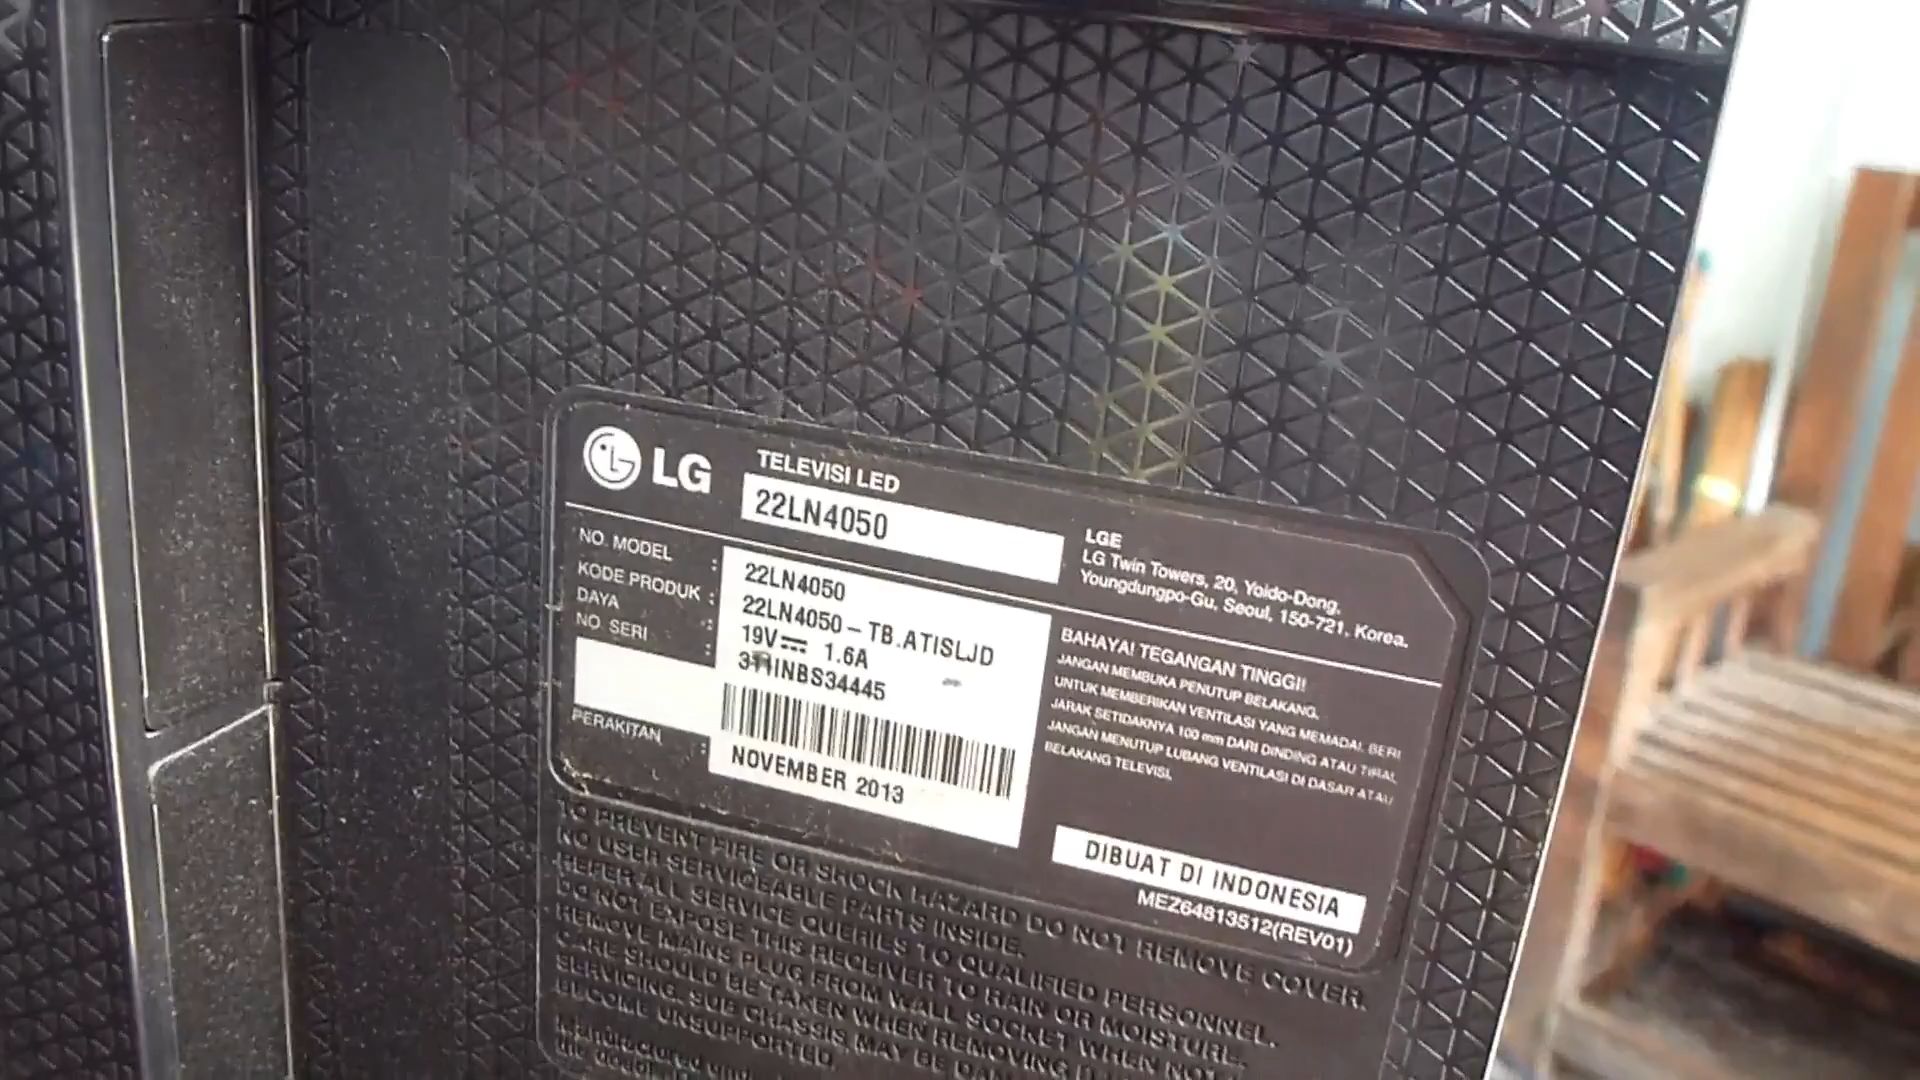 LG
TELEVISI LED
22LN4050
NO. MODEL : 22LN4050
KODE PRODUK : 22LN4050-TB.ATISLJD
DAYA : 19V 1.6A
NO SERI : 311INBS34445
PERAKITAN : NOVEMBER 2013
LGE
LG Twin Towers, 20, Yoido-Dong,
Youngdungpo-Gu, Seoul, 150-721, Korea.
BAHAYA! TEGANGAN TINGGI!
JANGAN MEMBUKA PENUTUP BELAKANG.
UNTUK MEMBERIKAN VENTILASI YANG MEMADAI, BERI
JARAK SETIDAKNYA 100 mm DARI DINDING ATAU TIRAI,
JANGAN MENUTUP LUBANG VENTILASI DI DASAR ATAU
BELAKANG TELEVISI.
DIBUAT DI INDONESIA
MEZ64813512(REV01)
TO PREVENT FIRE OR SHOCK HAZARD DO NOT REMOVE COVER.
NO USER SERVICEABLE PARTS INSIDE.
REFER ALL SERVICE QUERIES TO QUALIFIED PERSONNEL.
DO NOT EXPOSE THIS RECEIVER TO RAIN OR MOISTURE.
REMOVE MAINS PLUG FROM WALL SOCKET WHEN NOT
CARE SHOULD BE TAKEN WHEN REMOVING
SERVICING, SUB CHASSIS MAY BE
BECOME UNSUPPORTED
Manufactured
the